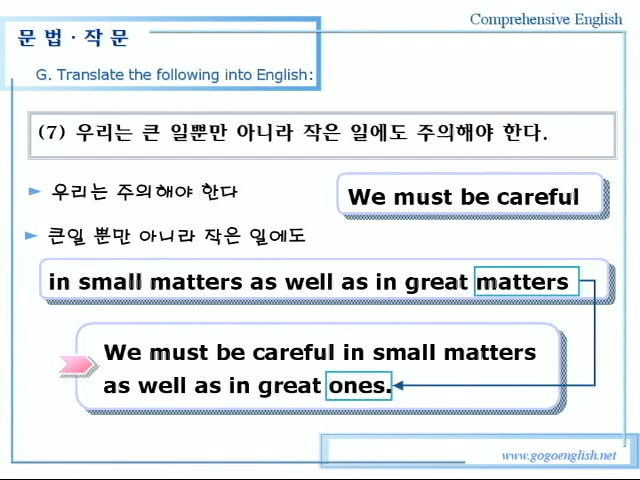 Comprehensive English
문 법 · 작 문
G. Translate the following into English:
(7) 우리는 큰 일뿐만 아니라 작은 일에도 주의해야 한다.
► 우리는 주의해야 한다
We must be careful
► 큰일 뿐만 아니라 작은 일에도
in small matters as well as in great matters
We must be careful in small matters
as well as in great ones.
www.gogoenglish.net